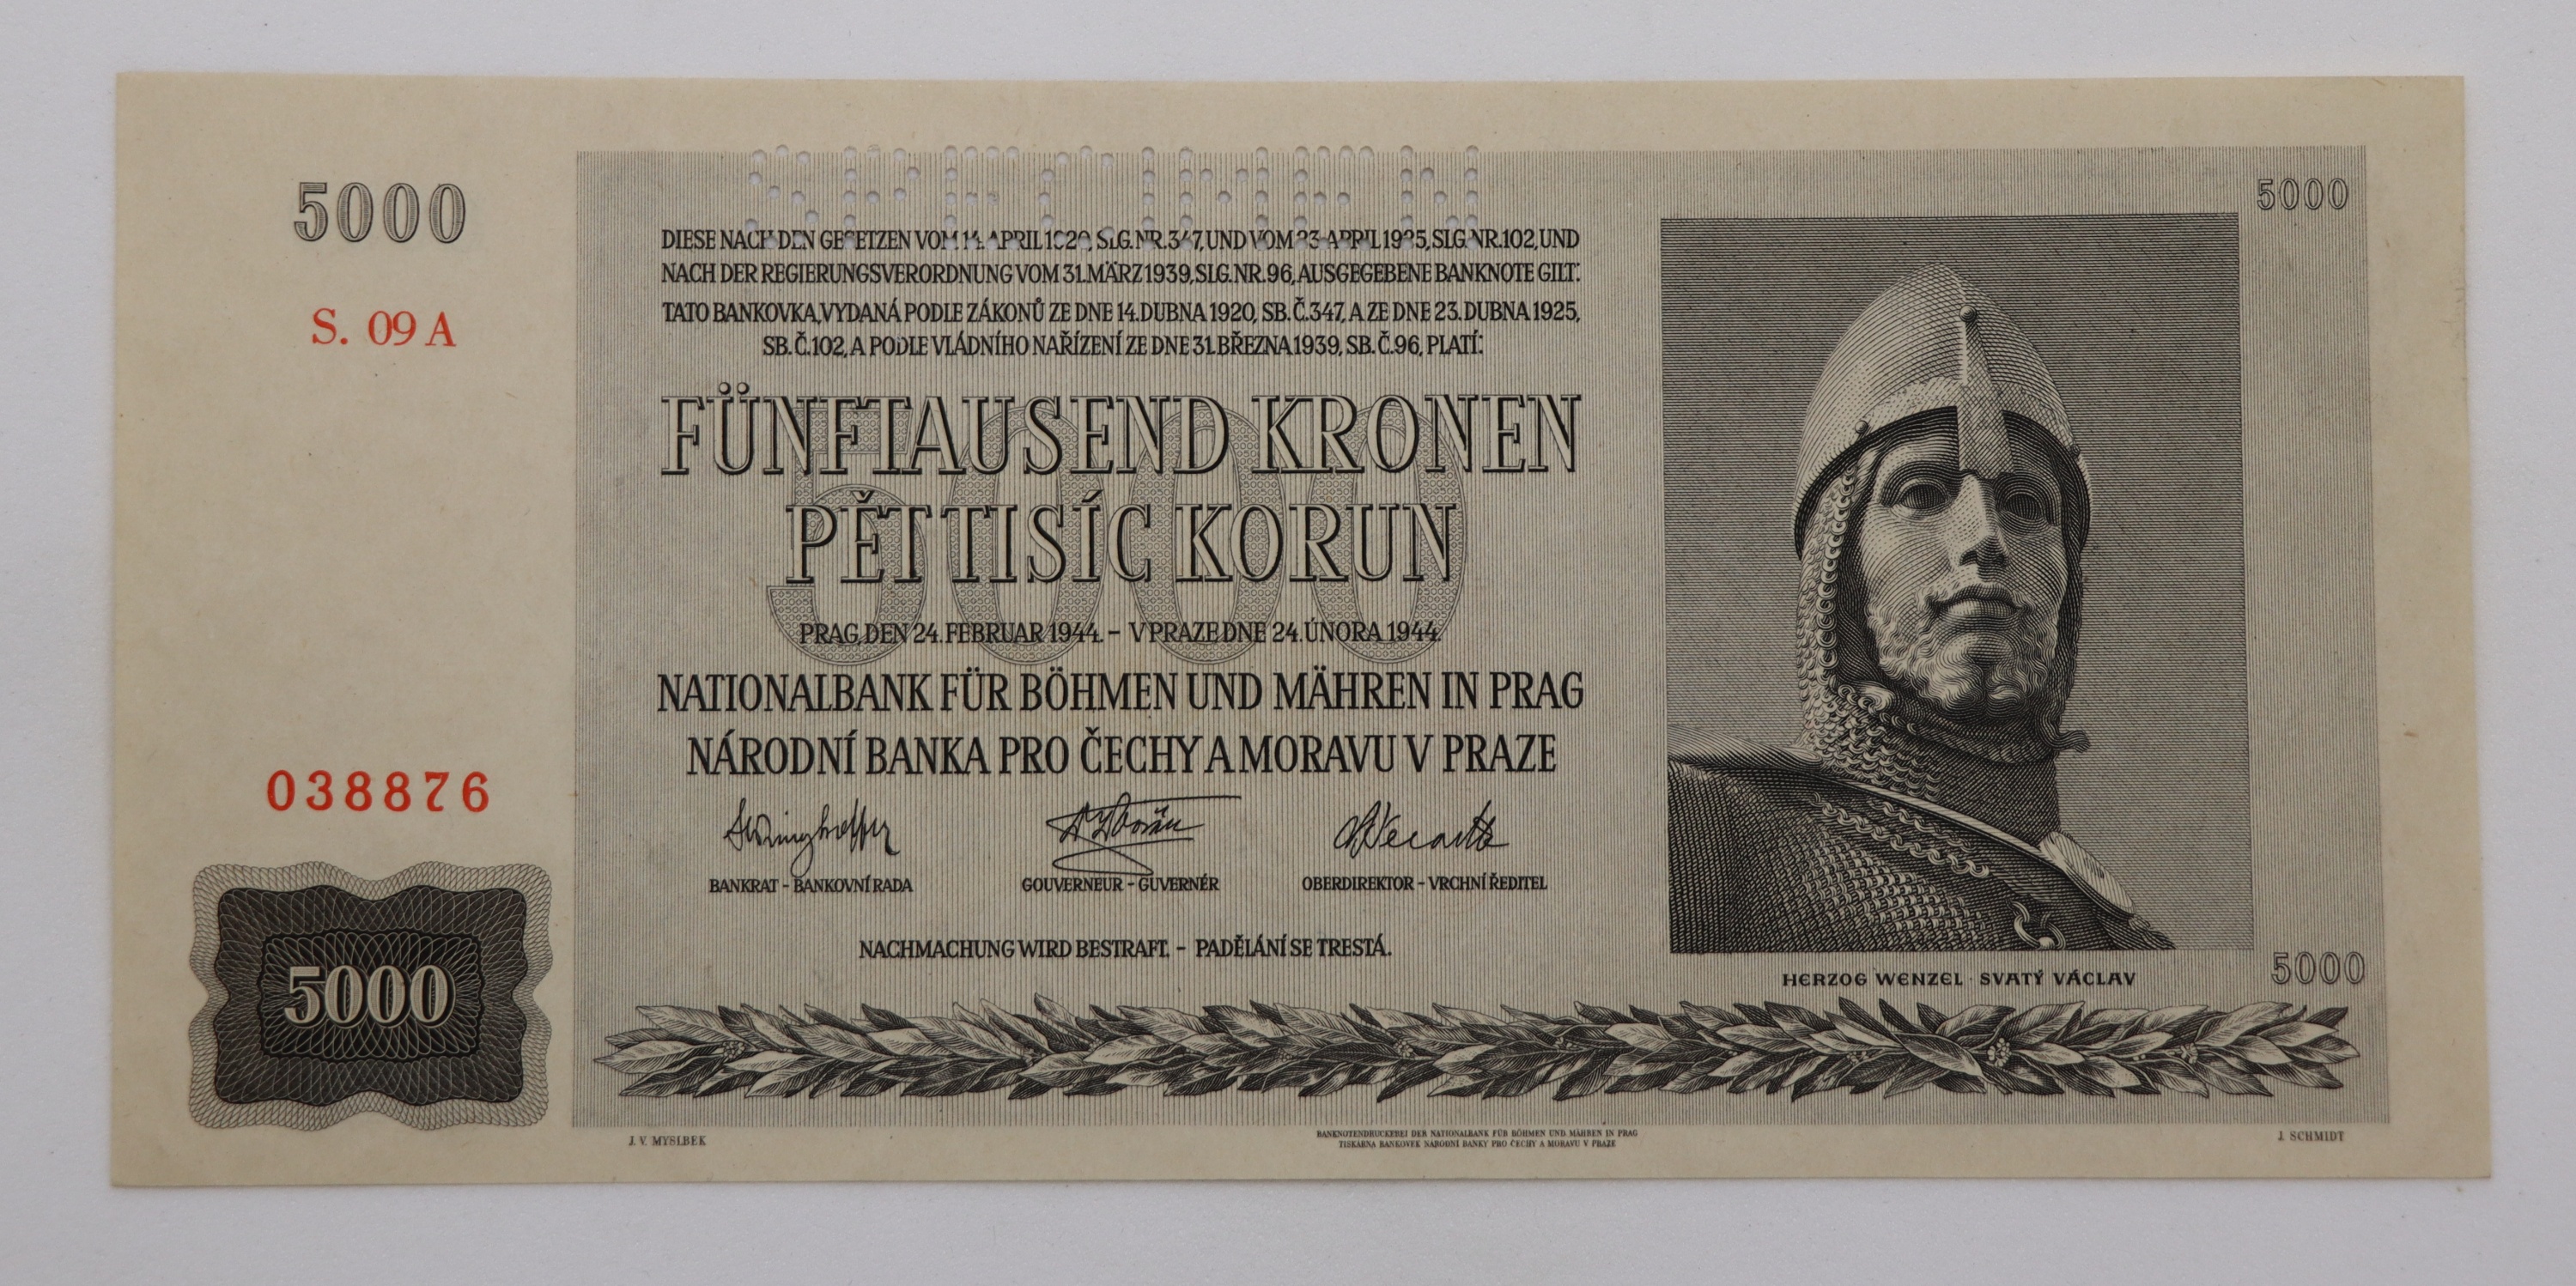 SPECIMEN
5000
5000
S. 09 A
DIESE NACH DEN GESETZEN VOM 14. APRIL 1920, SLG. NR. 347, UND VOM 23. APRIL 1925, SLG. NR. 102, UND
NACH DER REGIERUNGSVERORDNUNG VOM 31. MÄRZ 1939, SLG. NR. 96, AUSGEGEBENE BANKNOTE GILT:
TATO BANKOVKA, VYDANÁ PODLE ZÁKONŮ ZE DNE 14. DUBNA 1920, SB. Č. 347, A ZE DNE 23. DUBNA 1925,
SB. Č. 102, A PODLE VLÁDNÍHO NAŘÍZENÍ ZE DNE 31. BŘEZNA 1939, SB. Č. 96, PLATÍ:
5000
FÜNFTAUSEND KRONEN
PĚT TISÍC KORUN
PRAG, DEN 24. FEBRUAR 1944. – V PRAZE DNE 24. ÚNORA 1944.
NATIONALBANK FÜR BÖHMEN UND MÄHREN IN PRAG
NÁRODNÍ BANKA PRO ČECHY A MORAVU V PRAZE
038876
BANKRAT - BANKOVNÍ RADA
GOUVERNEUR - GUVERNÉR
OBERDIREKTOR - VRCHNÍ ŘEDITEL
NACHMACHUNG WIRD BESTRAFT. - PADĚLÁNÍ SE TRESTÁ.
HERZOG WENZEL · SVATÝ VÁCLAV
5000
5000
J. V. MYSLBEK
BANKNOTENDRUCKEREI DER NATIONALBANK FÜR BÖHMEN UND MÄHREN IN PRAG
TISKÁRNA BANKOVEK NÁRODNÍ BANKY PRO ČECHY A MORAVU V PRAZE
J. SCHMIDT